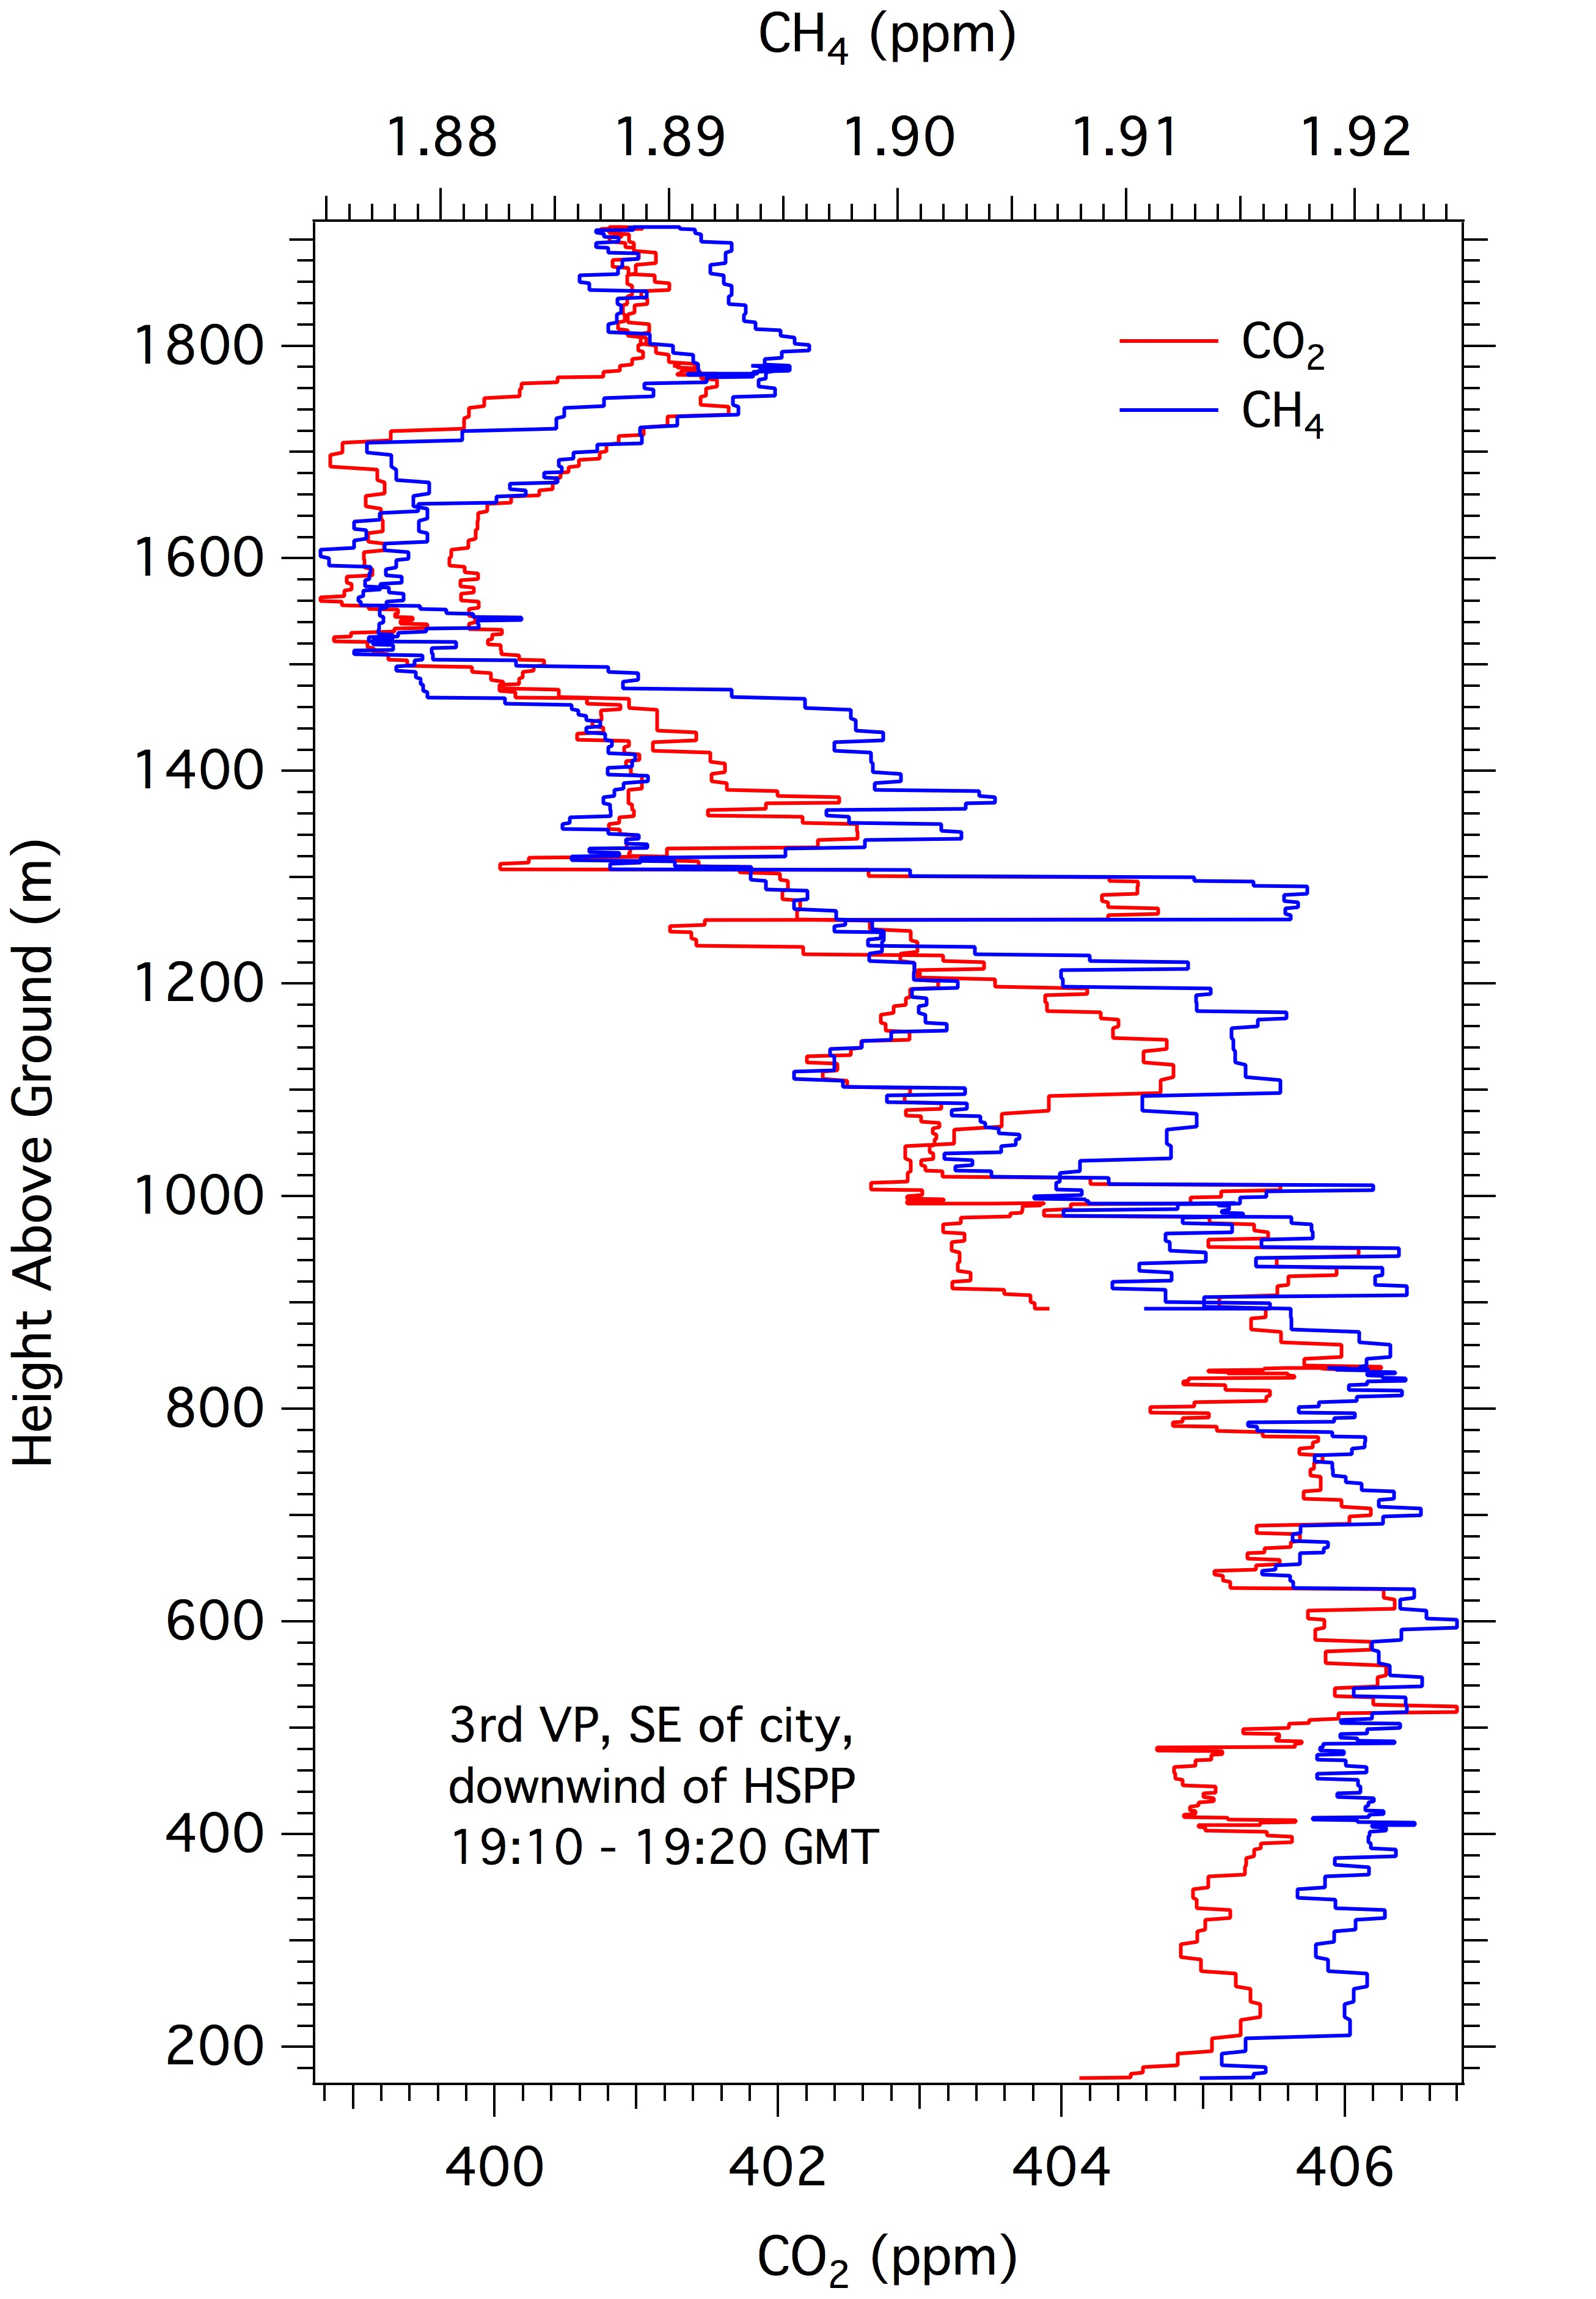 CH₄ (ppm)
1.88 1.89 1.90 1.91 1.92
CO₂
CH₄
1800
1600
1400
1200
1000
800
600
400
200
Height Above Ground (m)
3rd VP, SE of city,
downwind of HSPP
19:10 - 19:20 GMT
400 402 404 406
CO₂ (ppm)